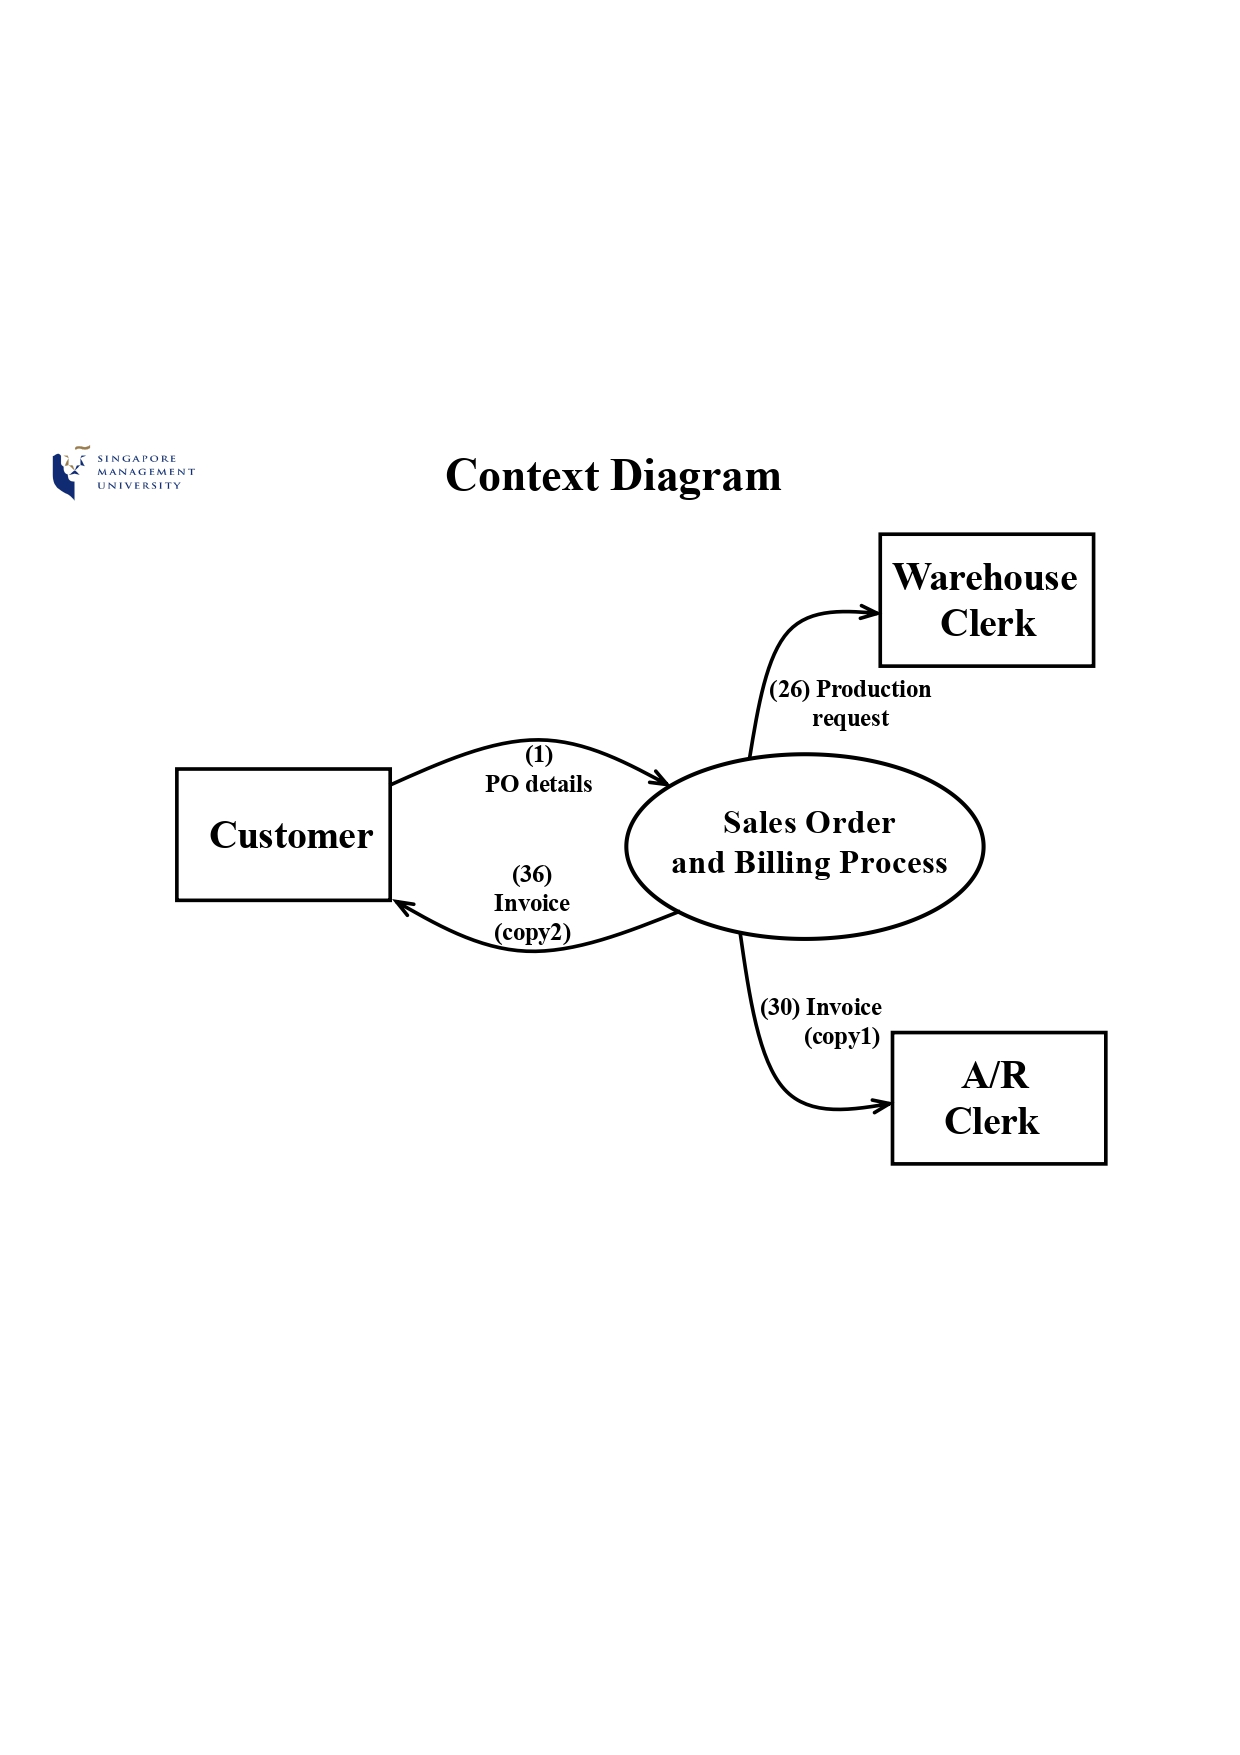 SINGAPORE
MANAGEMENT
UNIVERSITY
Context Diagram
Warehouse
Clerk
(26) Production
request
(1)
PO details
Customer
Sales Order
and Billing Process
(36)
Invoice
(copy2)
(30) Invoice
(copy1)
A/R
Clerk